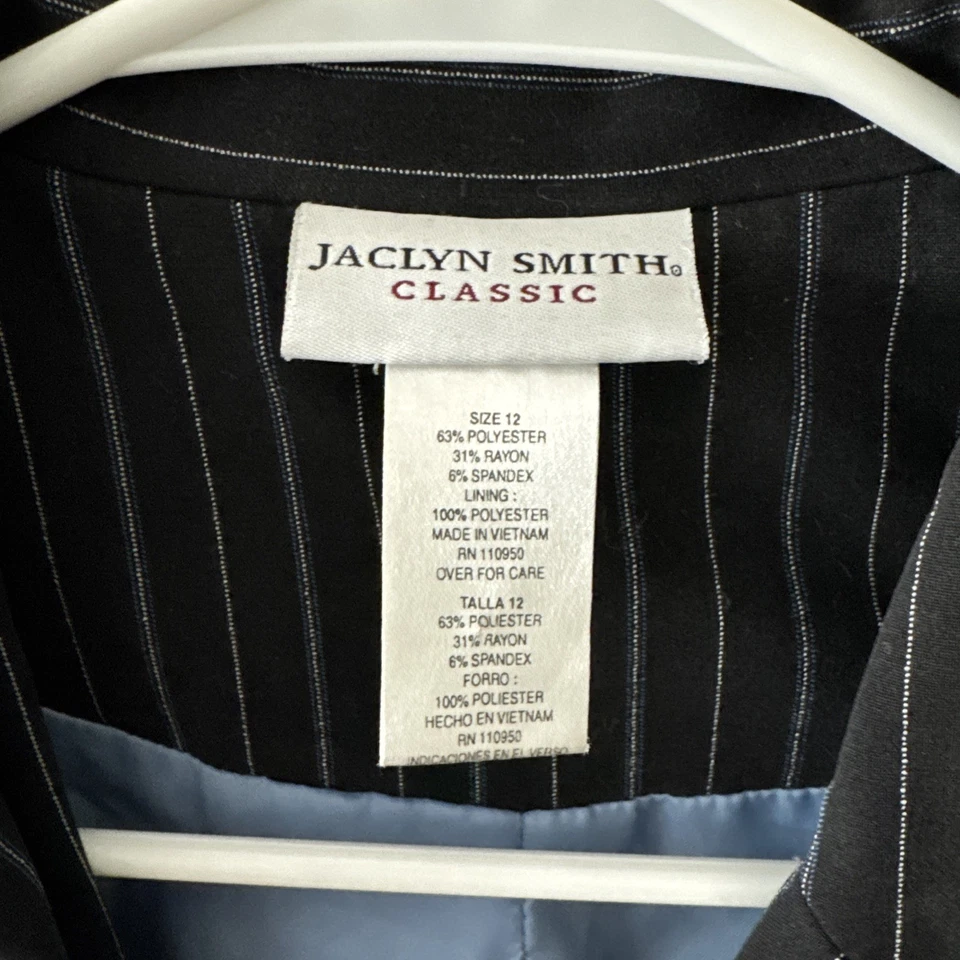 JACLYN SMITH®
CLASSIC
SIZE 12
63% POLYESTER
31% RAYON
6% SPANDEX
LINING :
100% POLYESTER
MADE IN VIETNAM
RN 110950
OVER FOR CARE
TALLA 12
63% POLIESTER
31% RAYON
6% SPANDEX
FORRO :
100% POLIESTER
HECHO EN VIETNAM
RN 110950
INDICACIONES EN EL VERSO